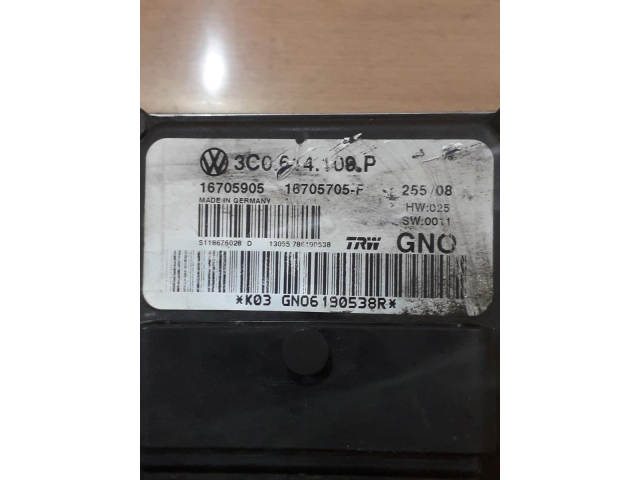 3C0.614.109.P
16705905 16705705-F 255/08
MADE IN GERMANY HW:025
SW:0011
S118676028 D 13055 786190538 TRW GNO
*K03 GNO6190538R*